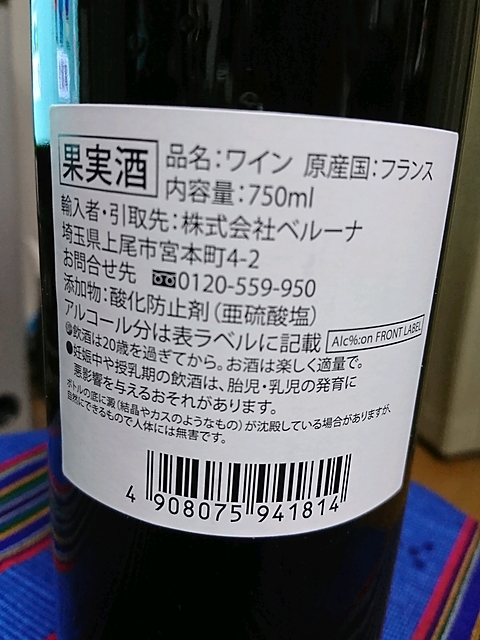 果実酒
品名：ワイン 原産国：フランス
内容量：750ml
輸入者・引取先：株式会社ベルーナ
埼玉県上尾市宮本町4-2
お問合せ先 0120-559-950
添加物：酸化防止剤（亜硫酸塩）
アルコール分は表ラベルに記載 Alc%:on FRONT LABEL
●飲酒は20歳を過ぎてから。お酒は楽しく適量で。
●妊娠中や授乳期の飲酒は、胎児・乳児の発育に
悪影響を与えるおそれがあります。
ボトルの底に澱（結晶やカスのようなもの）が沈殿している場合がありますが、
自然にできるもので人体には無害です。
4 908075 941814